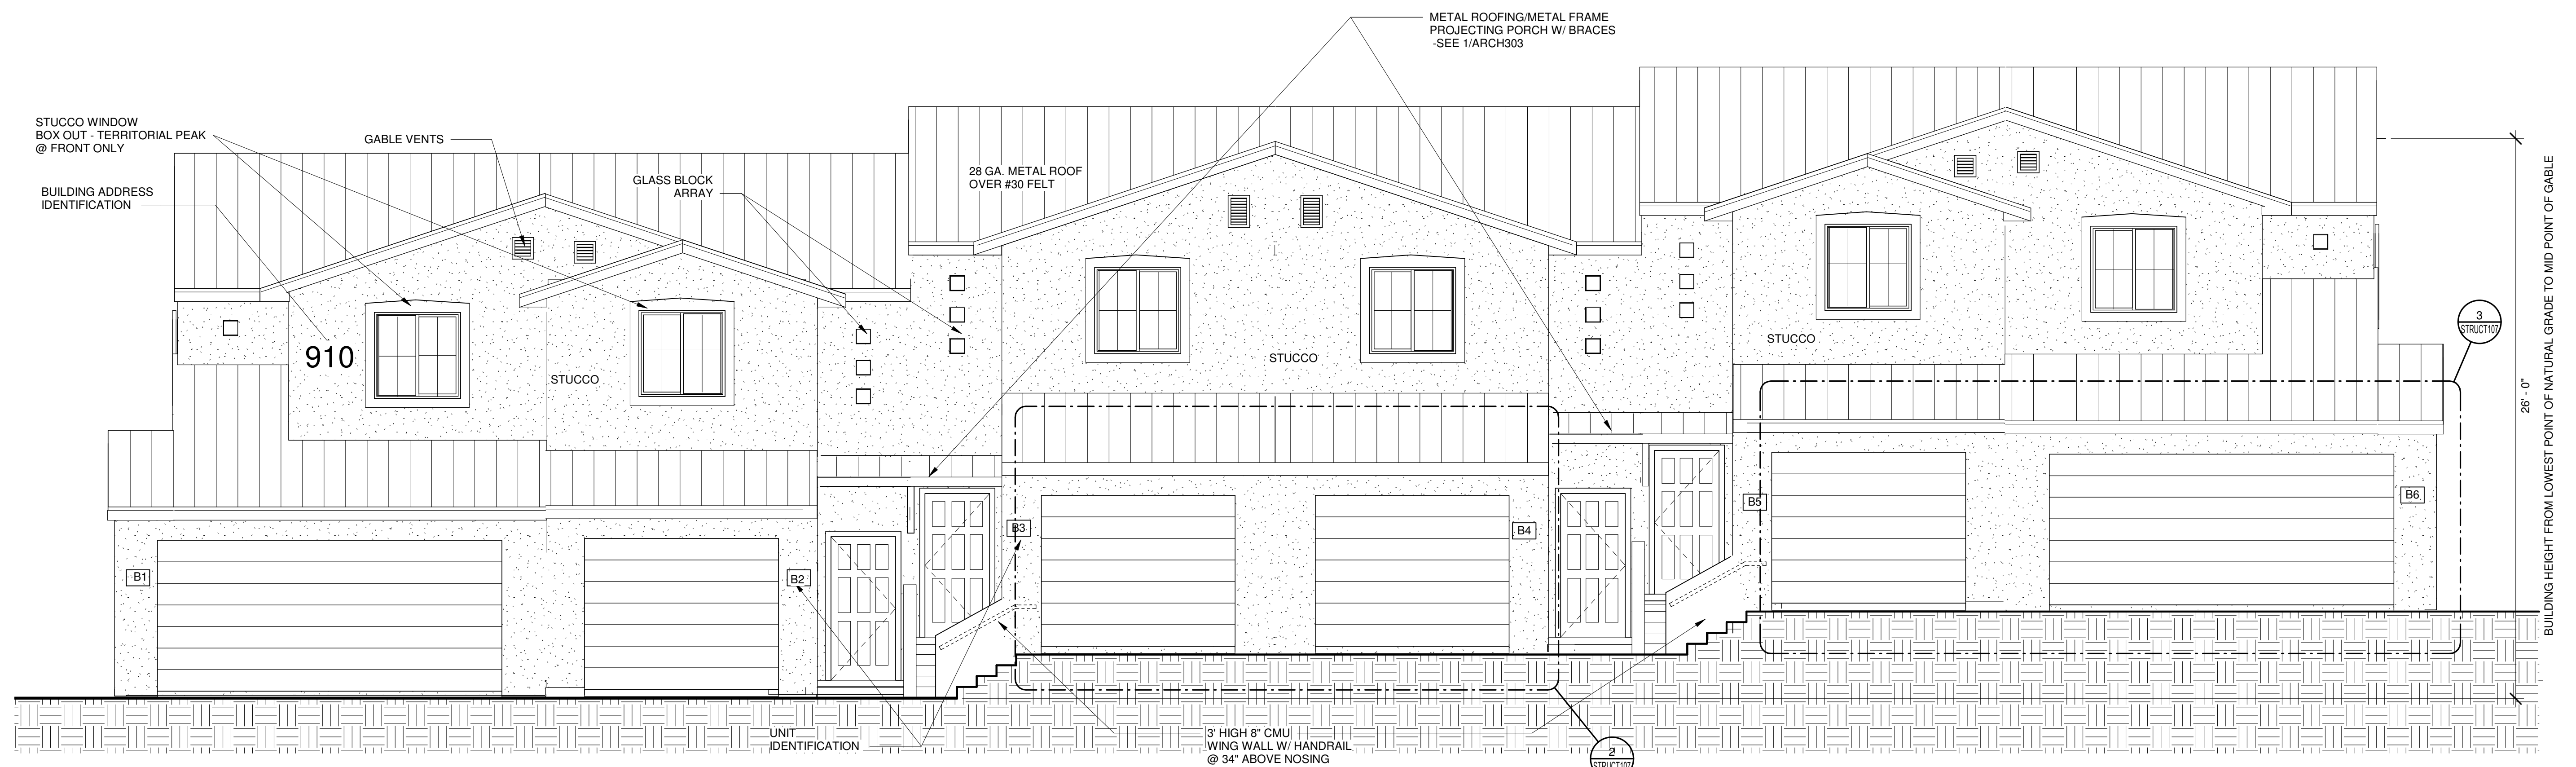 METAL ROOFING/METAL FRAME
PROJECTING PORCH W/ BRACES
-SEE 1/ARCH303
STUCCO WINDOW
BOX OUT - TERRITORIAL PEAK
@ FRONT ONLY
GABLE VENTS
BUILDING ADDRESS
IDENTIFICATION
GLASS BLOCK
ARRAY
28 GA. METAL ROOF
OVER #30 FELT
910
STUCCO
STUCCO
STUCCO
3
STRUCT107
26' - 0"
BUILDING HEIGHT FROM LOWEST POINT OF NATURAL GRADE TO MID POINT OF GABLE
B1
B2
B3
B4
B5
B6
UNIT
IDENTIFICATION
3' HIGH 8" CMU
WING WALL W/ HANDRAIL
@ 34" ABOVE NOSING
2
STRUCT107